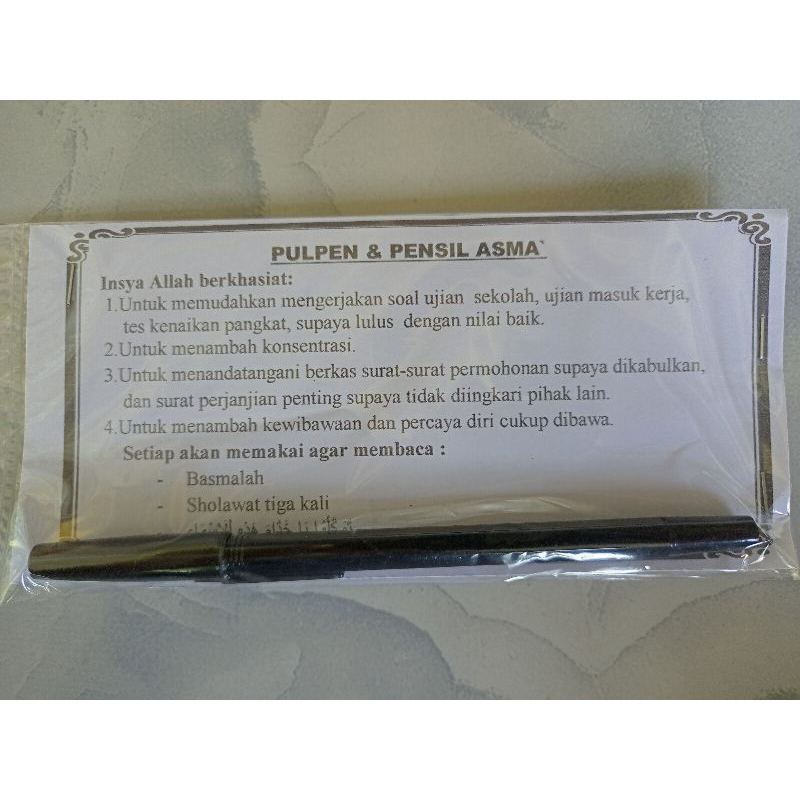 PULPEN & PENSIL ASMA'
Insya Allah berkhasiat:
1.Untuk memudahkan mengerjakan soal ujian sekolah, ujian masuk kerja,
tes kenaikan pangkat, supaya lulus dengan nilai baik.
2.Untuk menambah konsentrasi.
3.Untuk menandatangani berkas surat-surat permohonan supaya dikabulkan,
dan surat perjanjian penting supaya tidak diingkari pihak lain.
4.Untuk menambah kewibawaan dan percaya diri cukup dibawa.
Setiap akan memakai agar membaca :
- Basmalah
- Sholawat tiga kali